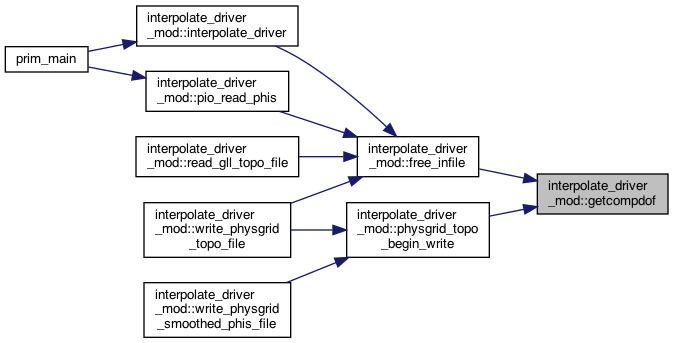 interpolate_driver
_mod::interpolate_driver
prim_main
interpolate_driver
_mod::pio_read_phis
interpolate_driver
_mod::read_gll_topo_file
interpolate_driver
_mod::free_infile
interpolate_driver
_mod::getcompdof
interpolate_driver
_mod::write_physgrid
_topo_file
interpolate_driver
_mod::physgrid_topo
_begin_write
interpolate_driver
_mod::write_physgrid
_smoothed_phis_file